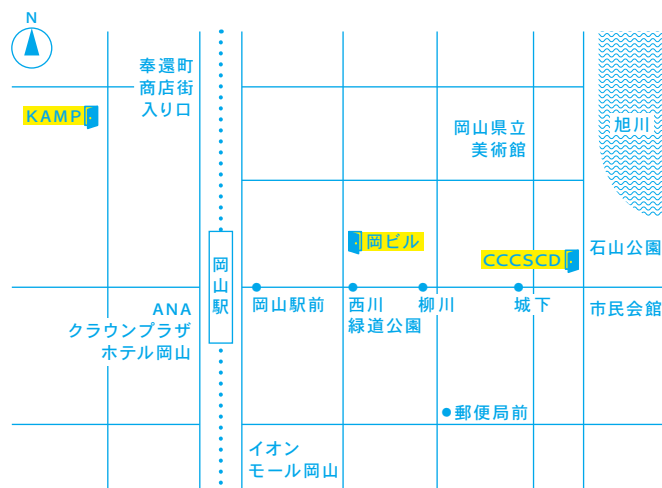 N
奉還町
商店街
入り口
KAMP
岡山県立
美術館
旭川
岡ビル
CCCSCD
石山公園
岡山駅
岡山駅前
西川
緑道公園
柳川
城下
市民会館
ANA
クラウンプラザ
ホテル岡山
郵便局前
イオン
モール岡山